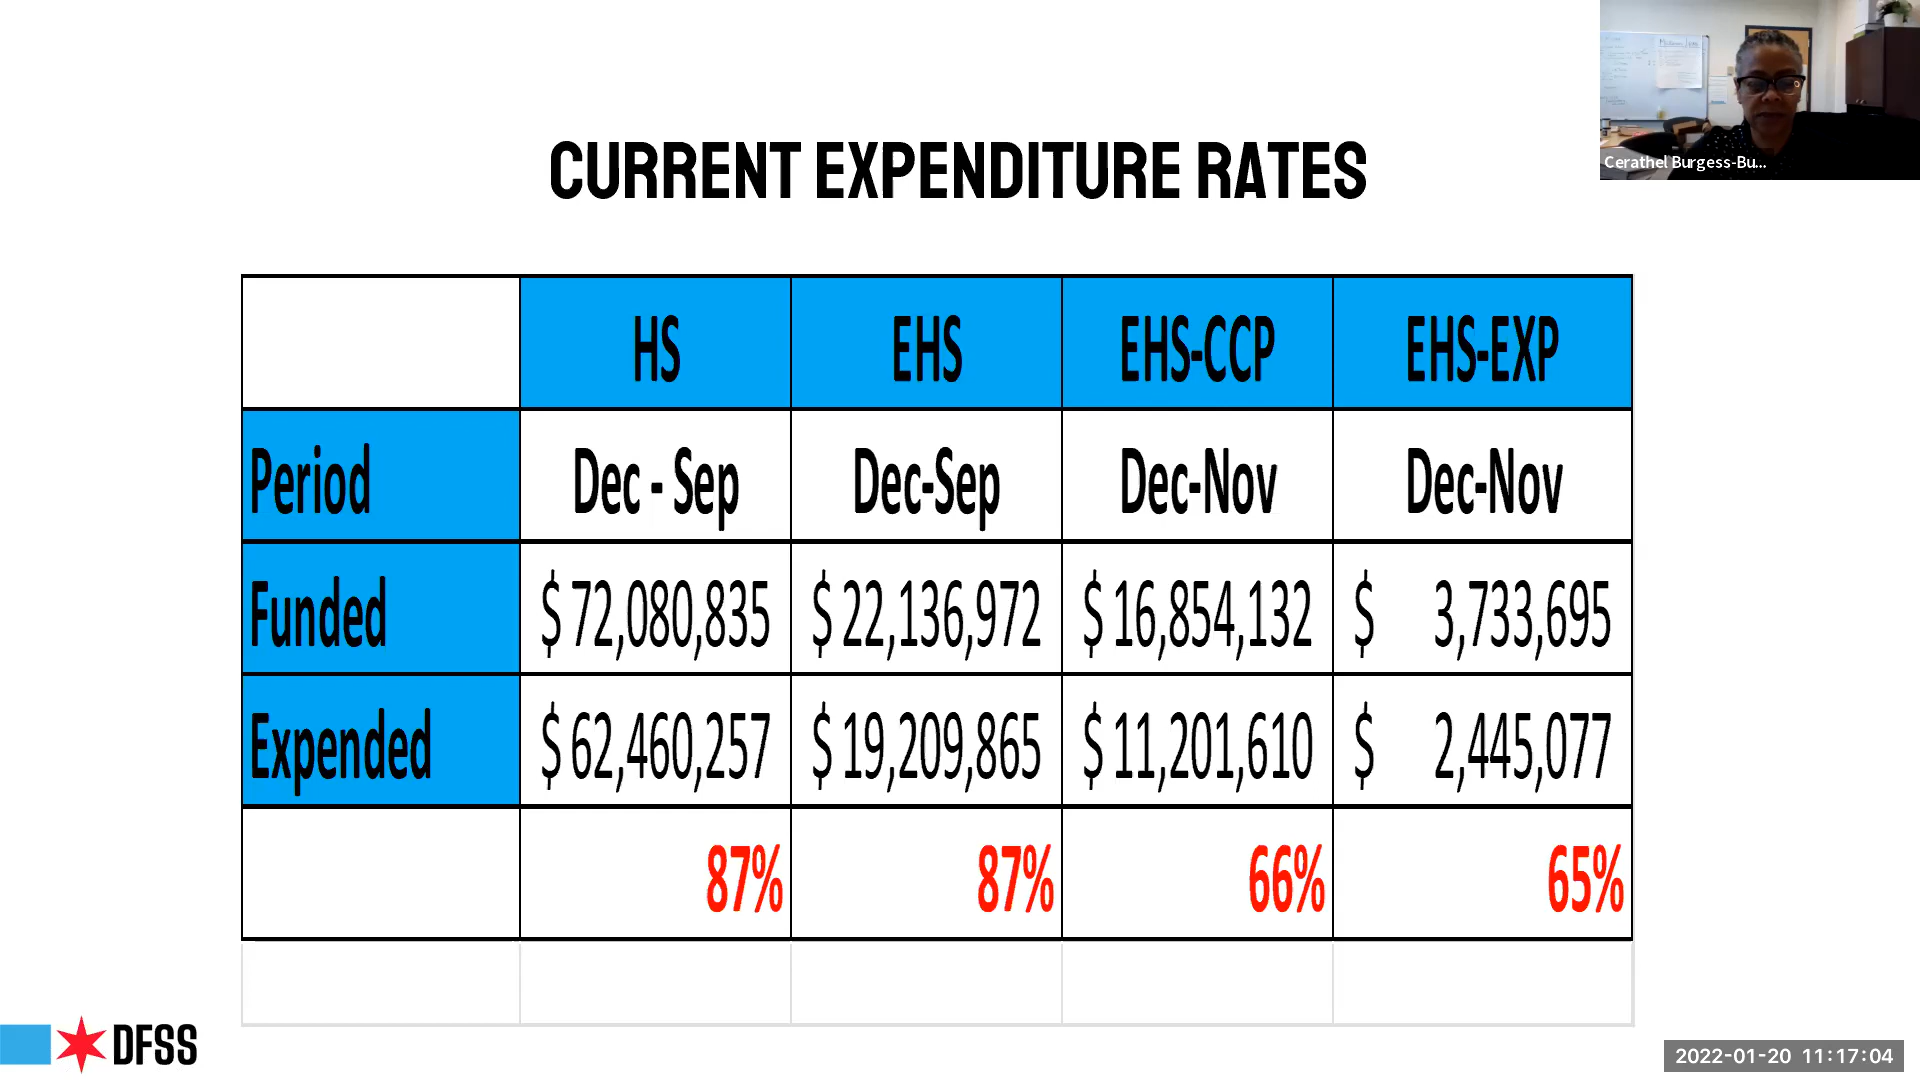 CURRENT EXPENDITURE RATES
Cerathel Burgess-Bu...
HS EHS EHS-CCP EHS-EXP
Period Dec - Sep Dec-Sep Dec-Nov Dec-Nov
Funded $ 72,080,835 $ 22,136,972 $ 16,854,132 $ 3,733,695
Expended $ 62,460,257 $ 19,209,865 $ 11,201,610 $ 2,445,077
87% 87% 66% 65%
DFSS
2022-01-20 11:17:04